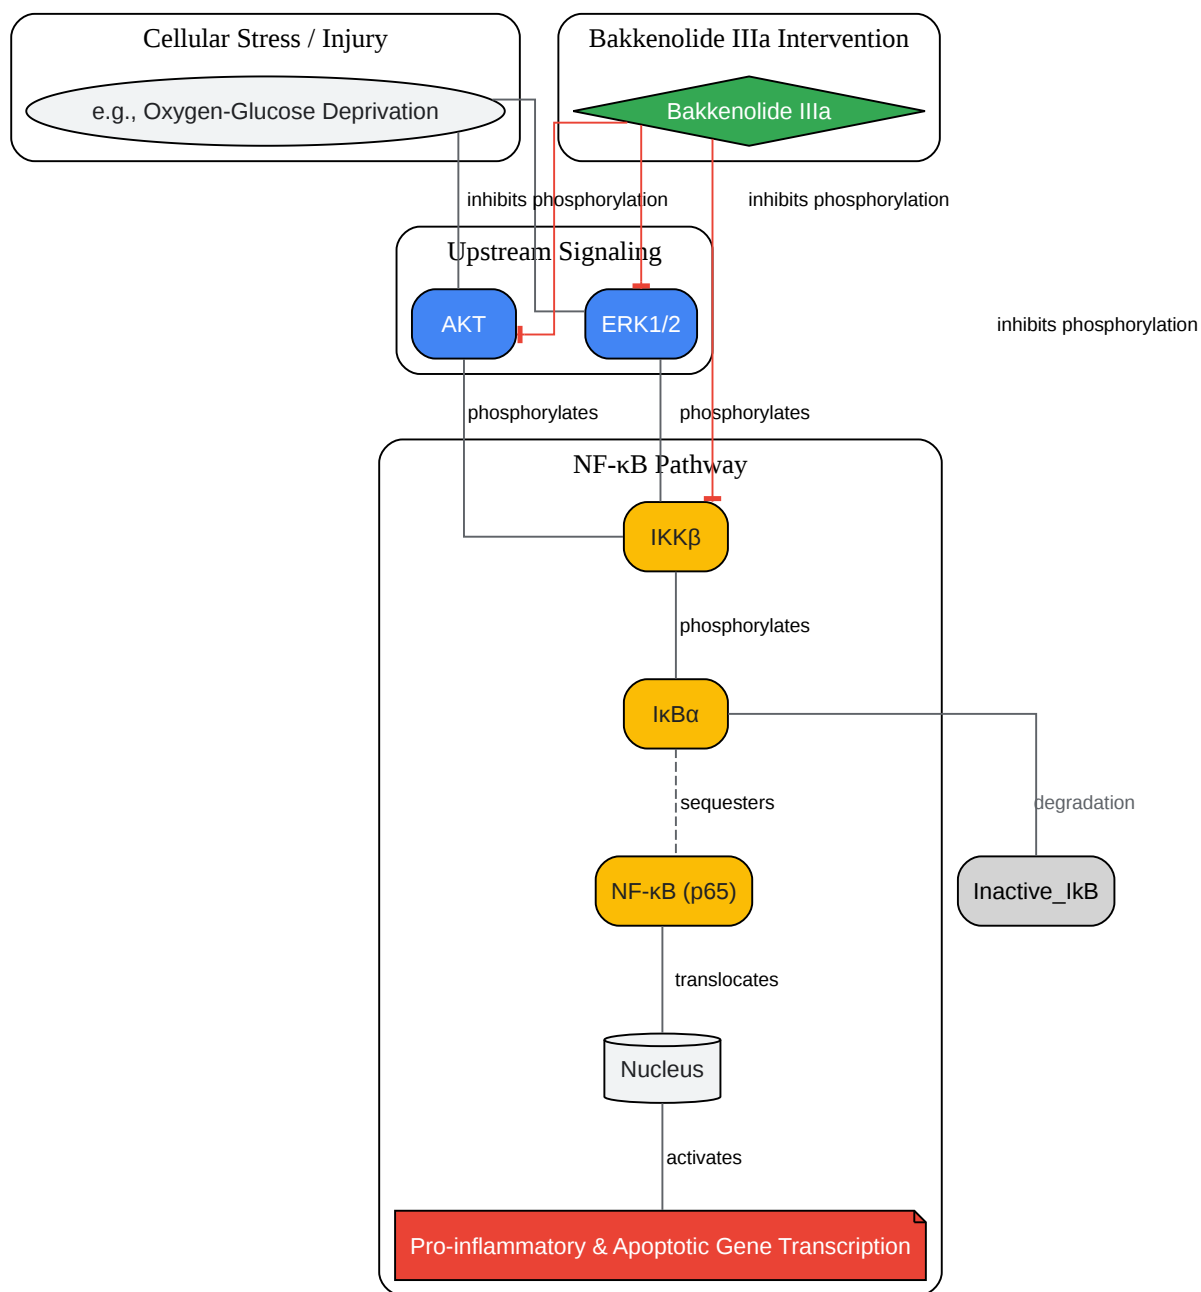 Cellular Stress / Injury
Bakkenolide IIIa Intervention
e.g., Oxygen-Glucose Deprivation
Bakkenolide IIIa
inhibits phosphorylation
inhibits phosphorylation
Upstream Signaling
AKT
ERK1/2
inhibits phosphorylation
phosphorylates
phosphorylates
NF-κB Pathway
IKKβ
phosphorylates
IκBα
sequesters
degradation
NF-κB (p65)
Inactive_IkB
translocates
Nucleus
activates
Pro-inflammatory & Apoptotic Gene Transcription